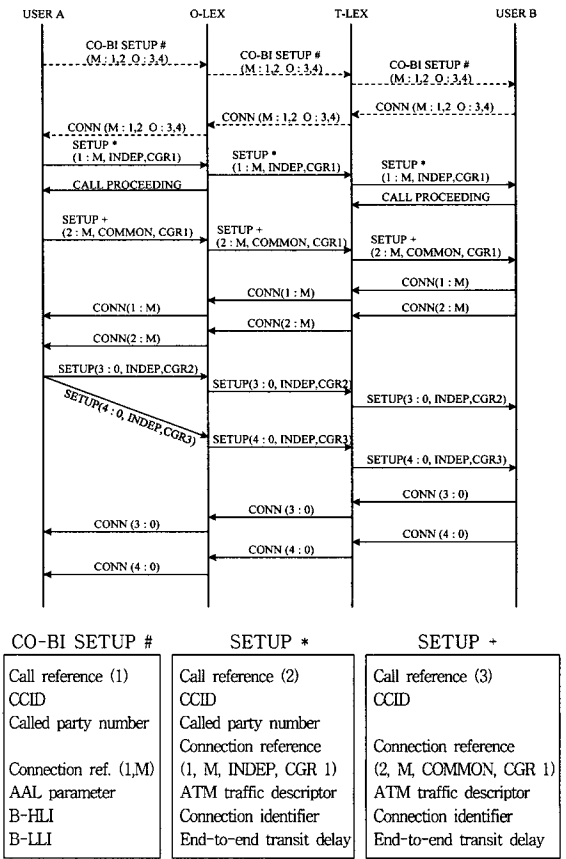 USER A O-LEX T-LEX USER B
CO-BI SETUP #
(M : 1,2 O : 3,4)
CO-BI SETUP #
(M : 1,2 O : 3,4)
CO-BI SETUP #
(M : 1,2 O : 3,4)
CONN (M : 1,2 O : 3,4)
CONN (M : 1,2 O : 3,4)
CONN (M : 1,2 O : 3,4)
SETUP *
(1 : M, INDEP,CGR1)
SETUP *
(1 : M, INDEP,CGR1)
SETUP *
(1 : M, INDEP,CGR1)
CALL PROCEEDING
CALL PROCEEDING
SETUP +
(2 : M, COMMON, CGR1)
SETUP +
(2 : M, COMMON, CGR1)
SETUP +
(2 : M, COMMON, CGR1)
CONN(1 : M)
CONN(1 : M)
CONN(1 : M)
CONN(2 : M)
CONN(2 : M)
CONN(2 : M)
SETUP(3 : 0, INDEP,CGR2)
SETUP(3 : 0, INDEP,CGR2)
SETUP(3 : 0, INDEP,CGR2)
SETUP(4 : 0, INDEP,CGR3)
SETUP(4 : 0, INDEP,CGR3)
SETUP(4 : 0, INDEP,CGR3)
CONN (3 : 0)
CONN (3 : 0)
CONN (3 : 0)
CONN (4 : 0)
CONN (4 : 0)
CONN (4 : 0)
CO-BI SETUP #
Call reference (1)
CCID
Called party number
Connection ref. (1,M)
AAL parameter
B-HLI
B-LLI
SETUP *
Call reference (2)
CCID
Called party number
Connection reference
(1, M, INDEP, CGR 1)
ATM traffic descriptor
Connection identifier
End-to-end transit delay
SETUP +
Call reference (3)
CCID
Connection reference
(2, M, COMMON, CGR 1)
ATM traffic descriptor
Connection identifier
End-to-end transit delay